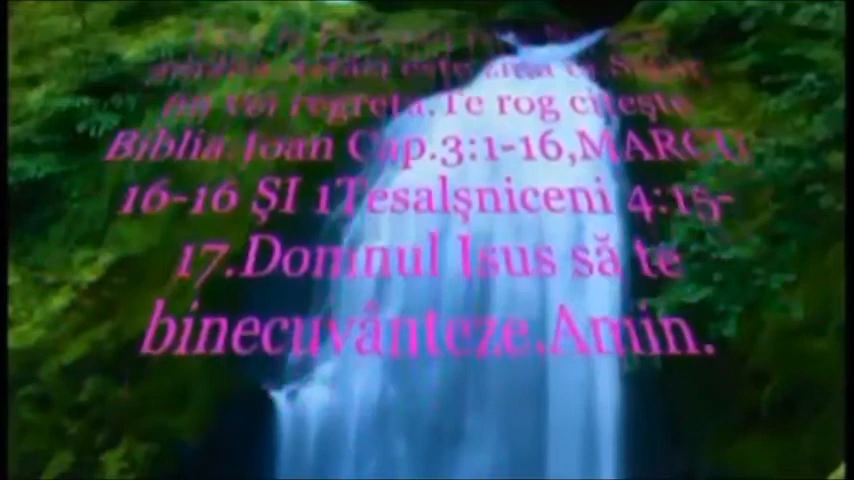 este
nu vei regreta.Te rog citește
Biblia.Ioan Cap.3:1-16,MARCU
16-16 ŞI 1Tesalşniceni 4:15-
17.Domnul Isus să te
binecuvânteze.Amin.